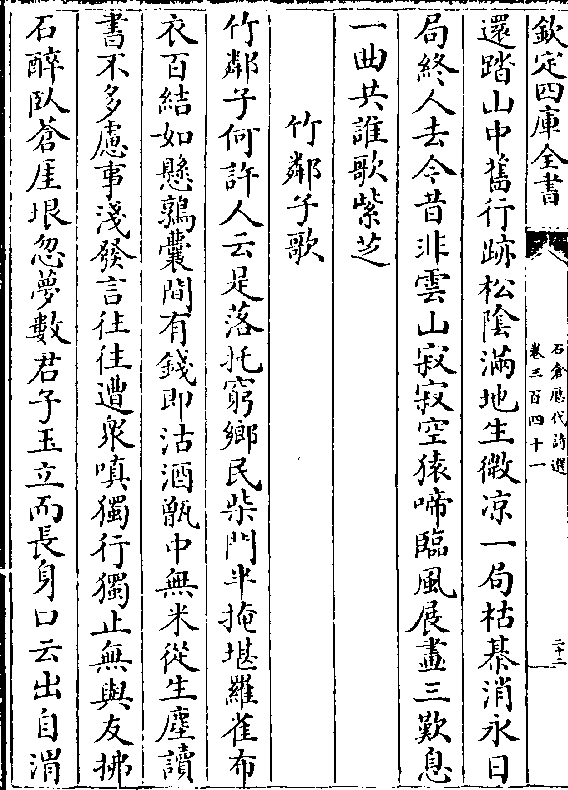 欽定四庫全書
石倉歷代詩選
卷三百四十一
二十二
還踏山中舊行跡松陰滿地生微凉一局枯棊消永日
局終人去今昔非雲山寂寂空猿啼臨風展畫三歎息
一曲共誰歌紫芝
竹鄰子歌
竹鄰子何許人云是落托窮鄉民柴門半掩堪羅雀布
衣百結如懸鶉囊間有錢即沽酒甑中無米從生塵讀
書不多慮事淺發言往往遭衆嗔獨行獨止無與友拂
石醉臥蒼厓垠忽夢數君子玉立而長身口云出自渭